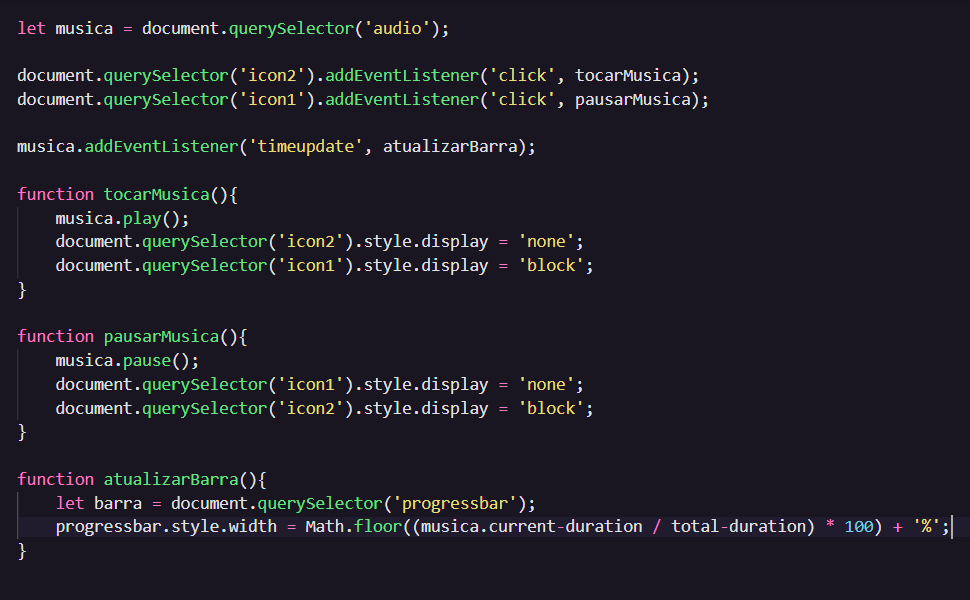 let musica = document.querySelector('audio');
document.querySelector('icon2').addEventListener('click', tocarMusica);
document.querySelector('icon1').addEventListener('click', pausarMusica);
musica.addEventListener('timeupdate', atualizarBarra);
function tocarMusica(){
    musica.play();
    document.querySelector('icon2').style.display = 'none';
    document.querySelector('icon1').style.display = 'block';
}
function pausarMusica(){
    musica.pause();
    document.querySelector('icon1').style.display = 'none';
    document.querySelector('icon2').style.display = 'block';
}
function atualizarBarra(){
    let barra = document.querySelector('progressbar');
    progressbar.style.width = Math.floor((musica.current-duration / total-duration) * 100) + '%';
}